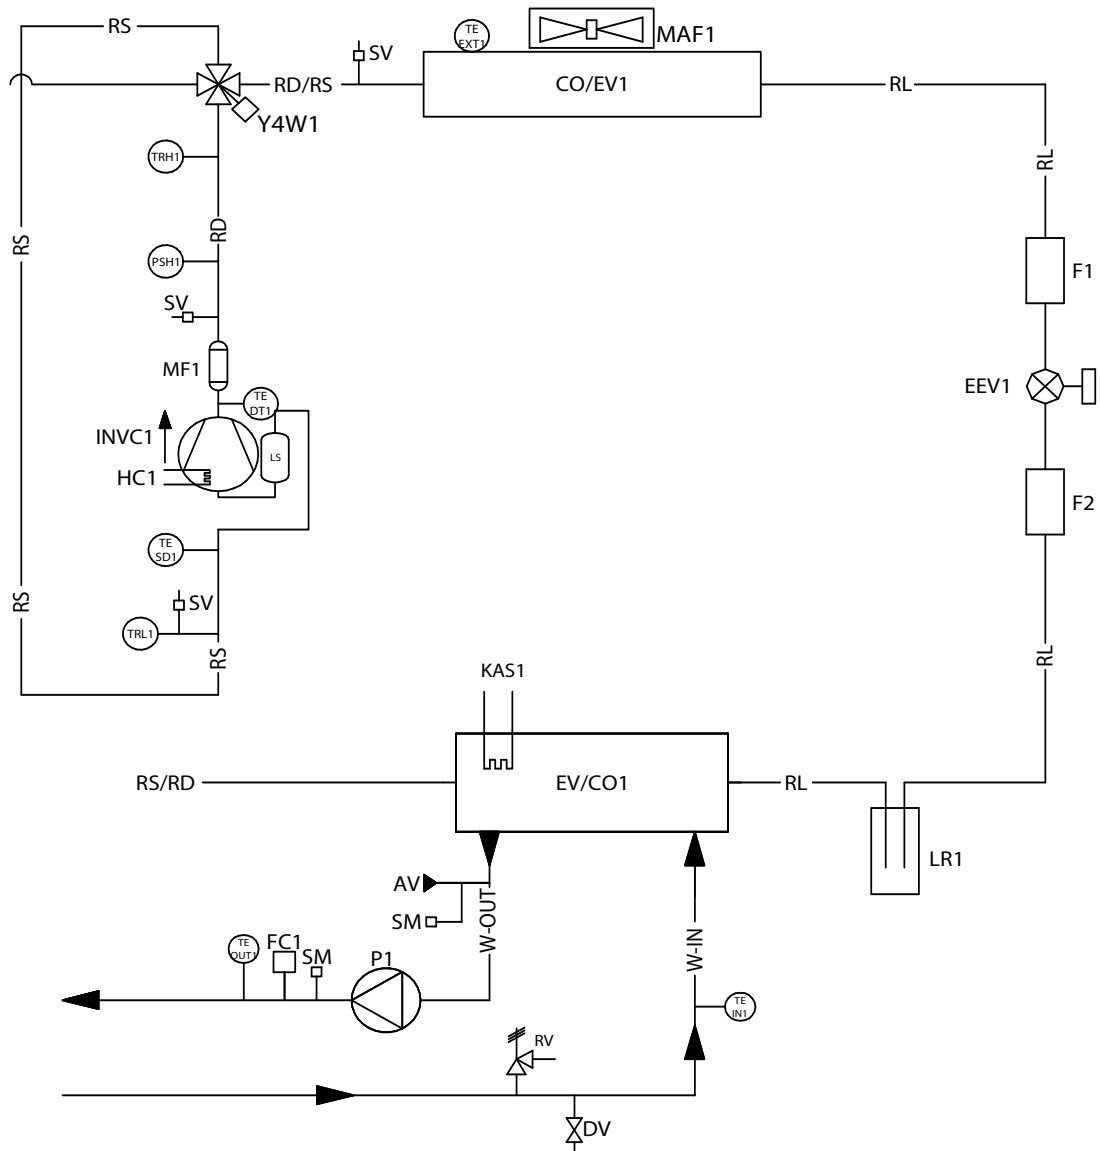 RS
TE
EXT1
MAF1
SV
RD/RS
CO/EV1
RL
Y4W1
TRH1
RL
RD
RS
PSH1
F1
SV
MF1
TE
DT1
EEV1
INVC1
LS
HC1
F2
TE
SD1
RS
SV
TRL1
RS
RL
KAS1
RS/RD
EV/CO1
RL
LR1
AV
SM
W-OUT
TE
OUT1
FC1
SM
P1
W-IN
TE
IN1
RV
DV